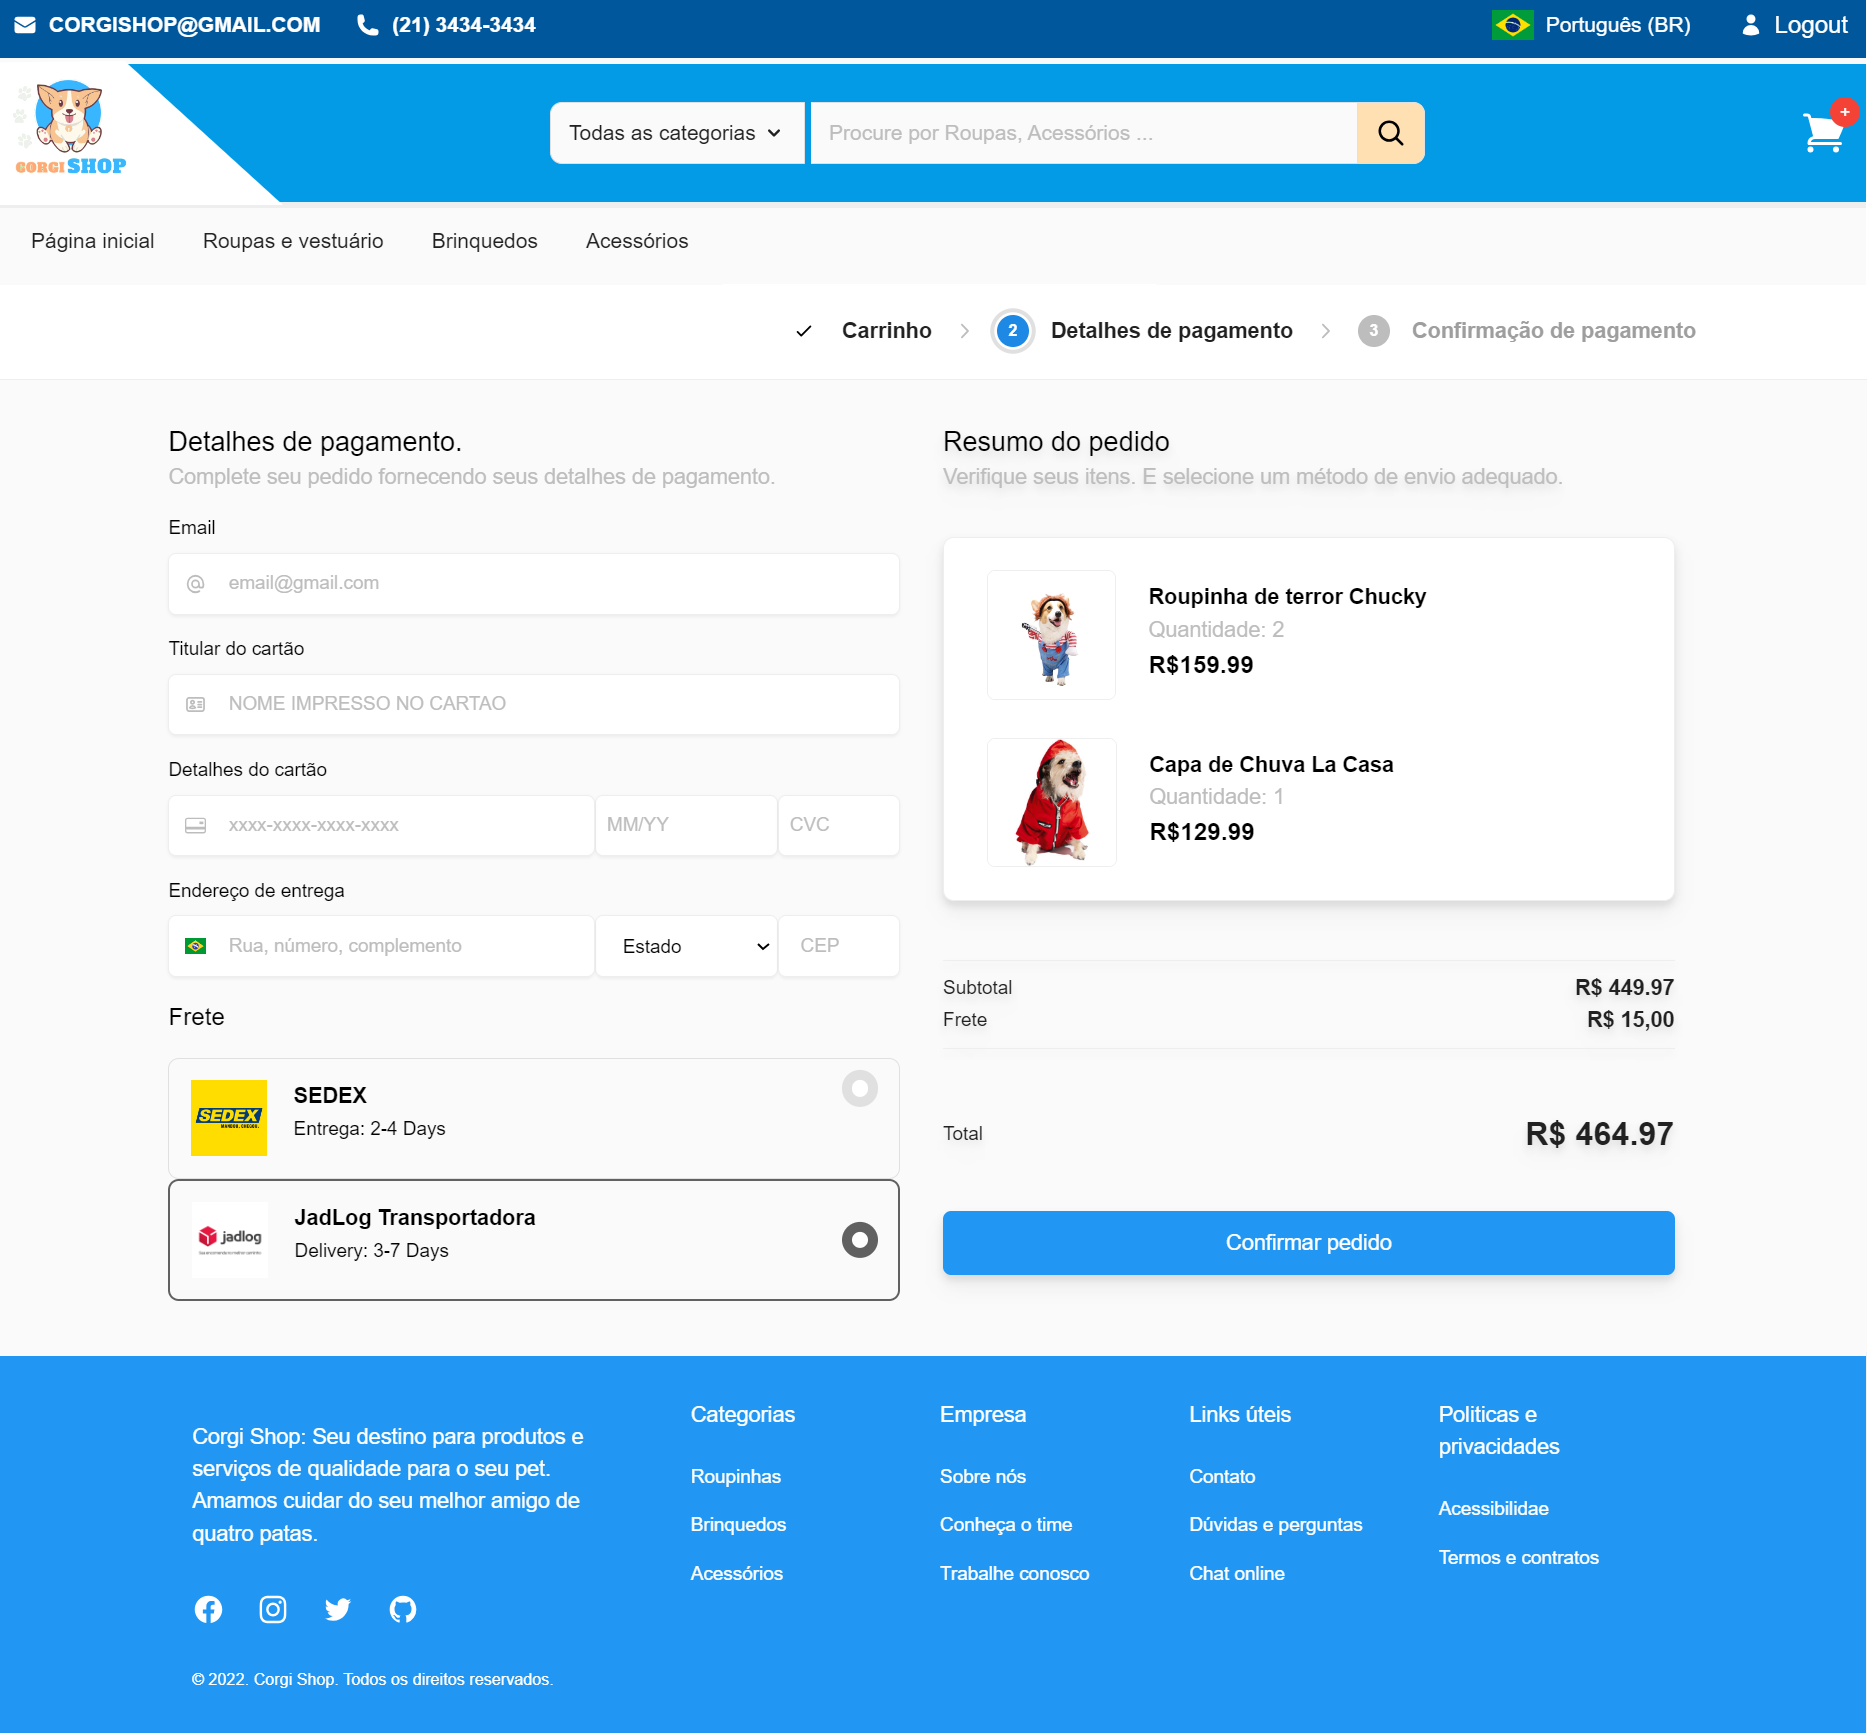 CORGISHOP@GMAIL.COM (21) 3434-3434 Português (BR) Logout
CORGI SHOP
Todas as categorias Procure por Roupas, Acessórios ... +
Página inicial Roupas e vestuário Brinquedos Acessórios
Carrinho 2 Detalhes de pagamento 3 Confirmação de pagamento
Detalhes de pagamento.
Complete seu pedido fornecendo seus detalhes de pagamento.
Email
@ email@gmail.com
Titular do cartão
NOME IMPRESSO NO CARTAO
Detalhes do cartão
xxxx-xxxx-xxxx-xxxx MM/YY CVC
Endereço de entrega
Rua, número, complemento Estado CEP
Frete
SEDEX
MANDOU, CHEGOU.
SEDEX
Entrega: 2-4 Days
jadlog
JadLog Transportadora
Delivery: 3-7 Days
Resumo do pedido
Verifique seus itens. E selecione um método de envio adequado.
Roupinha de terror Chucky
Quantidade: 2
R$159.99
Capa de Chuva La Casa
Quantidade: 1
R$129.99
Subtotal R$ 449.97
Frete R$ 15,00
Total R$ 464.97
Confirmar pedido
Corgi Shop: Seu destino para produtos e
serviços de qualidade para o seu pet.
Amamos cuidar do seu melhor amigo de
quatro patas.
© 2022. Corgi Shop. Todos os direitos reservados.
Categorias
Roupinhas
Brinquedos
Acessórios
Empresa
Sobre nós
Conheça o time
Trabalhe conosco
Links úteis
Contato
Dúvidas e perguntas
Chat online
Politicas e
privacidades
Acessibilidae
Termos e contratos